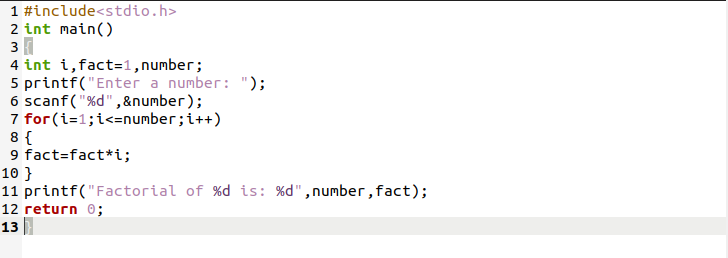 1 #include<stdio.h>
2 int main()
3 {
4 int i,fact=1,number;
5 printf("Enter a number: ");
6 scanf("%d",&number);
7 for(i=1;i<=number;i++)
8 {
9 fact=fact*i;
10 }
11 printf("Factorial of %d is: %d",number,fact);
12 return 0;
13 }